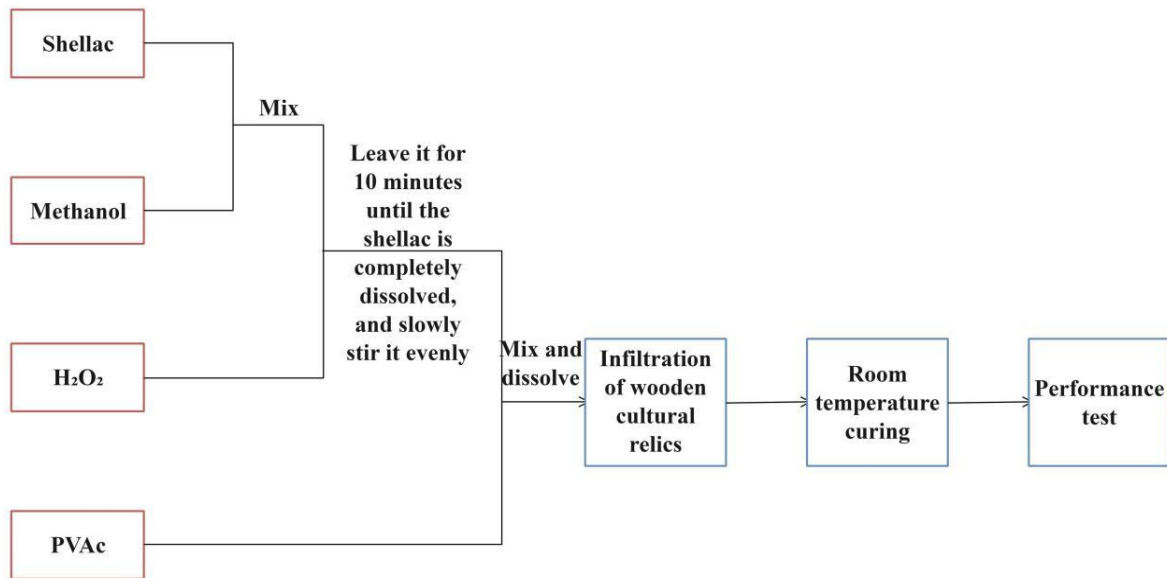 Shellac
Mix
Methanol
Leave it for
10 minutes
until the
shellac is
completely
dissolved,
and slowly
stir it evenly
H₂O₂
Mix and
dissolve
Infiltration
of wooden
cultural
relics
Room
temperature
curing
Performance
test
PVAc